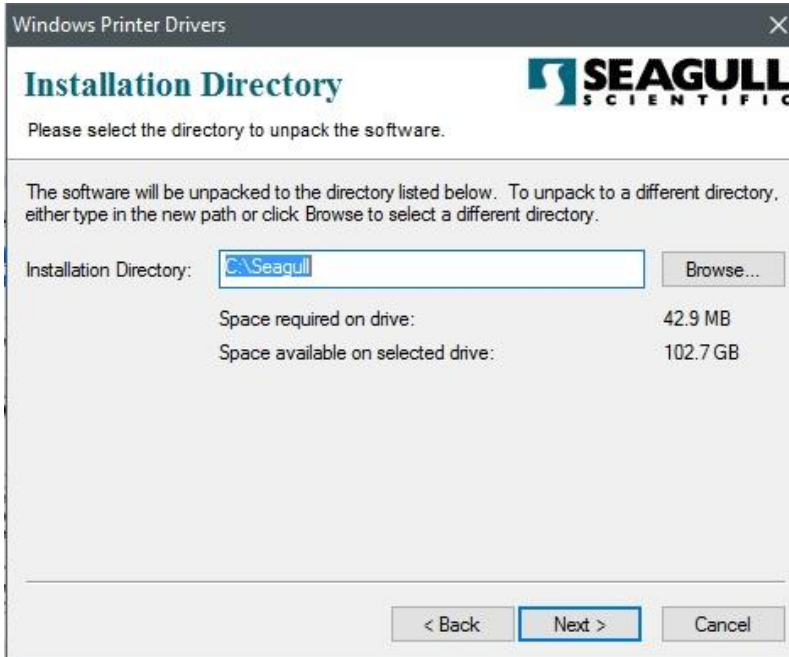 Windows Printer Drivers
Installation Directory
SEAGULL
SCIENTIFIC
Please select the directory to unpack the software.
The software will be unpacked to the directory listed below. To unpack to a different directory,
either type in the new path or click Browse to select a different directory.
Installation Directory: C:\Seagull Browse...
Space required on drive: 42.9 MB
Space available on selected drive: 102.7 GB
< Back Next > Cancel